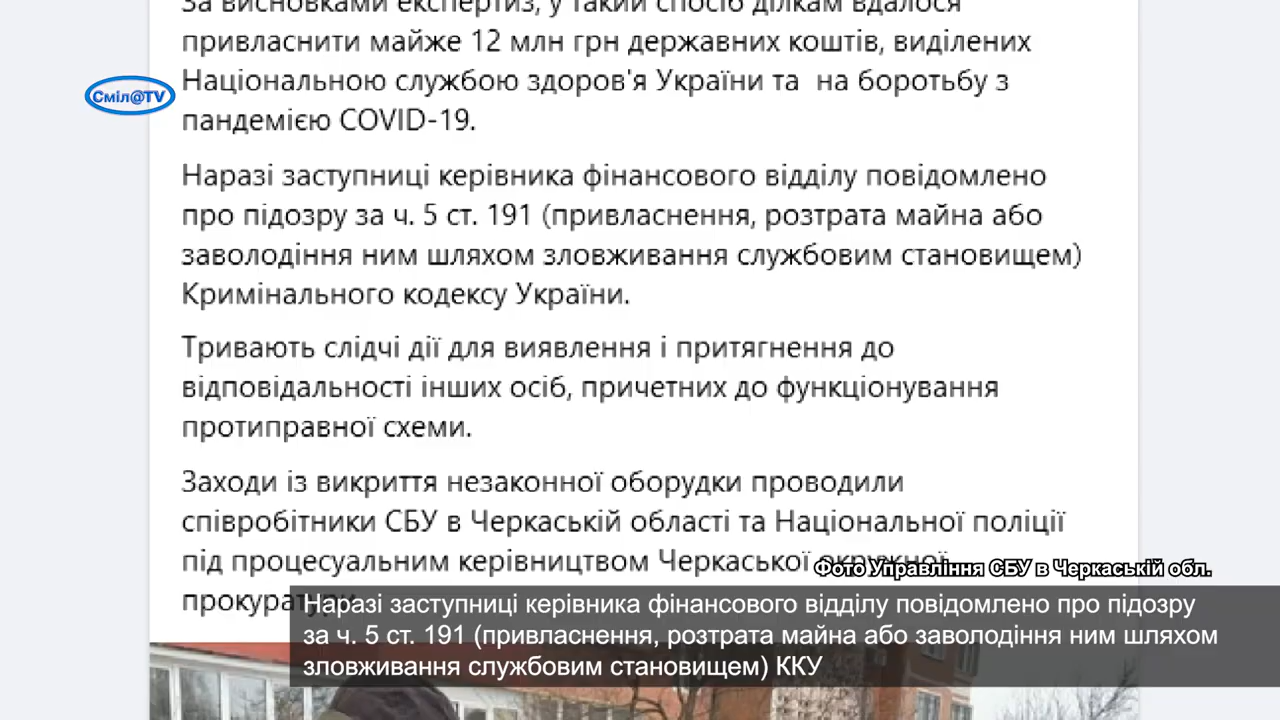 За висновками експертиз, у такий спосіб ділкам вдалося
привласнити майже 12 млн грн державних коштів, виділених
Національною службою здоров'я України та на боротьбу з
пандемією COVID-19.
Сміл@TV
Наразі заступниці керівника фінансового відділу повідомлено
про підозру за ч. 5 ст. 191 (привласнення, розтрата майна або
заволодіння ним шляхом зловживання службовим становищем)
Кримінального кодексу України.
Тривають слідчі дії для виявлення і притягнення до
відповідальності інших осіб, причетних до функціонування
протиправної схеми.
Заходи із викриття незаконної оборудки проводили
співробітники СБУ в Черкаській області та Національної поліції
під процесуальним керівництвом Черкаської окружної
прокуратури.
Фото Управління СБУ в Черкаській обл.
Наразі заступниці керівника фінансового відділу повідомлено про підозру
за ч. 5 ст. 191 (привласнення, розтрата майна або заволодіння ним шляхом
зловживання службовим становищем) ККУ